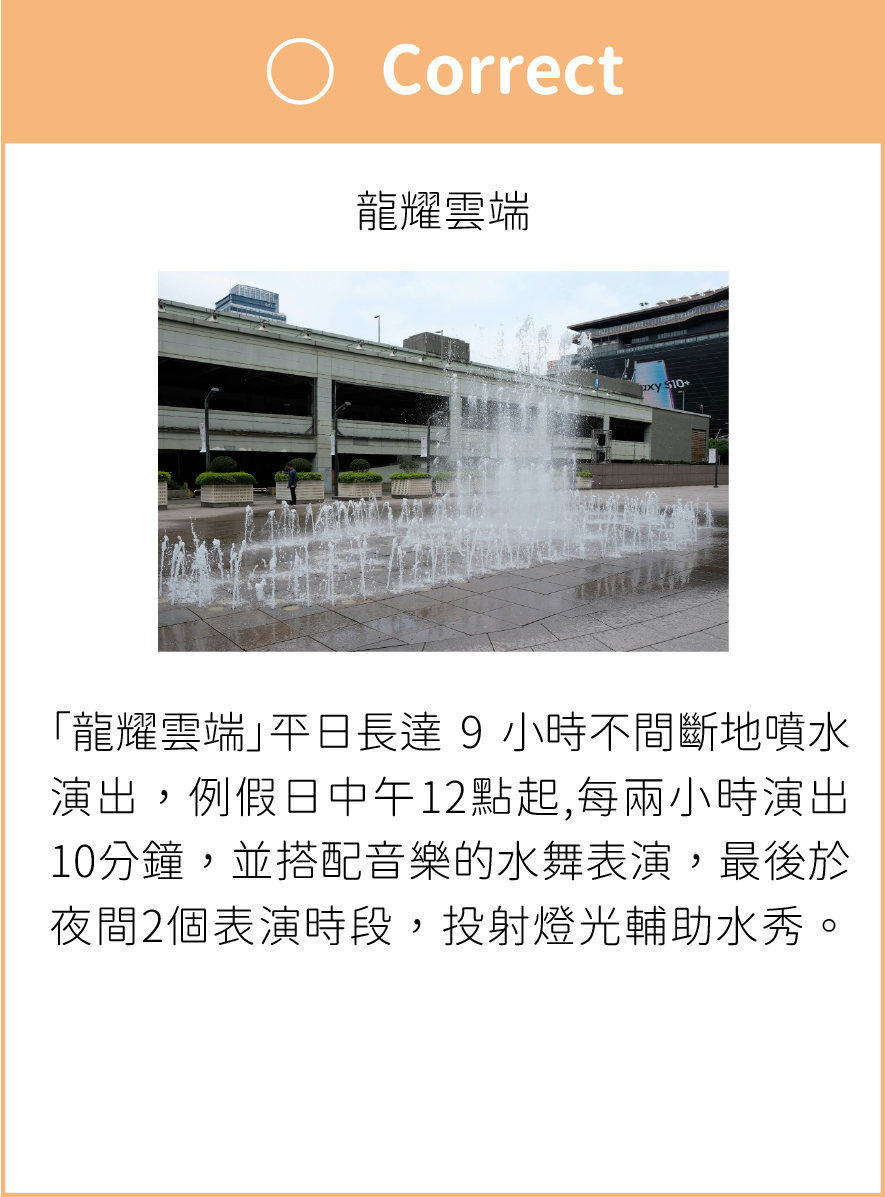 Correct
龍耀雲端
axy S10+
「龍耀雲端」平日長達 9 小時不間斷地噴水
演出，例假日中午12點起,每兩小時演出
10分鐘，並搭配音樂的水舞表演，最後於
夜間2個表演時段，投射燈光輔助水秀。